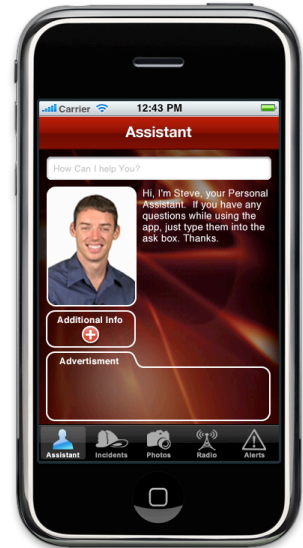 Carrier 12:43 PM
Assistant
How Can I help You?
Hi, I'm Steve, your Personal
Assistant. If you have any
questions while using the
app, just type them into the
ask box. Thanks.
Additional Info
Advertisment
Assistant Incidents Photos Radio Alerts